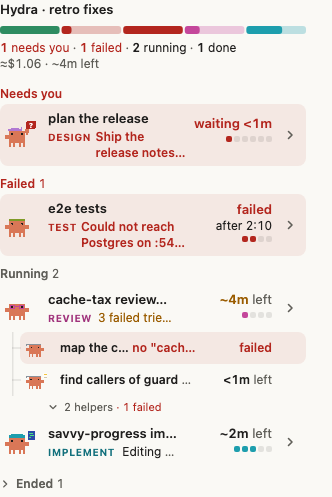 Hydra · retro fixes
1 needs you · 1 failed · 2 running · 1 done
≈$1.06 · ~4m left
Needs you
plan the release
waiting <1m
DESIGN Ship the
release notes...
Failed 1
e2e tests
failed
TEST Could not reach
after 2:10
Postgres on :54...
Running 2
cache-tax review...
~4m left
REVIEW 3 failed trie...
map the c... no "cach...
failed
find callers of guard ...
<1m left
2 helpers · 1 failed
savvy-progress im...
~2m left
IMPLEMENT Editing ...
Ended 1